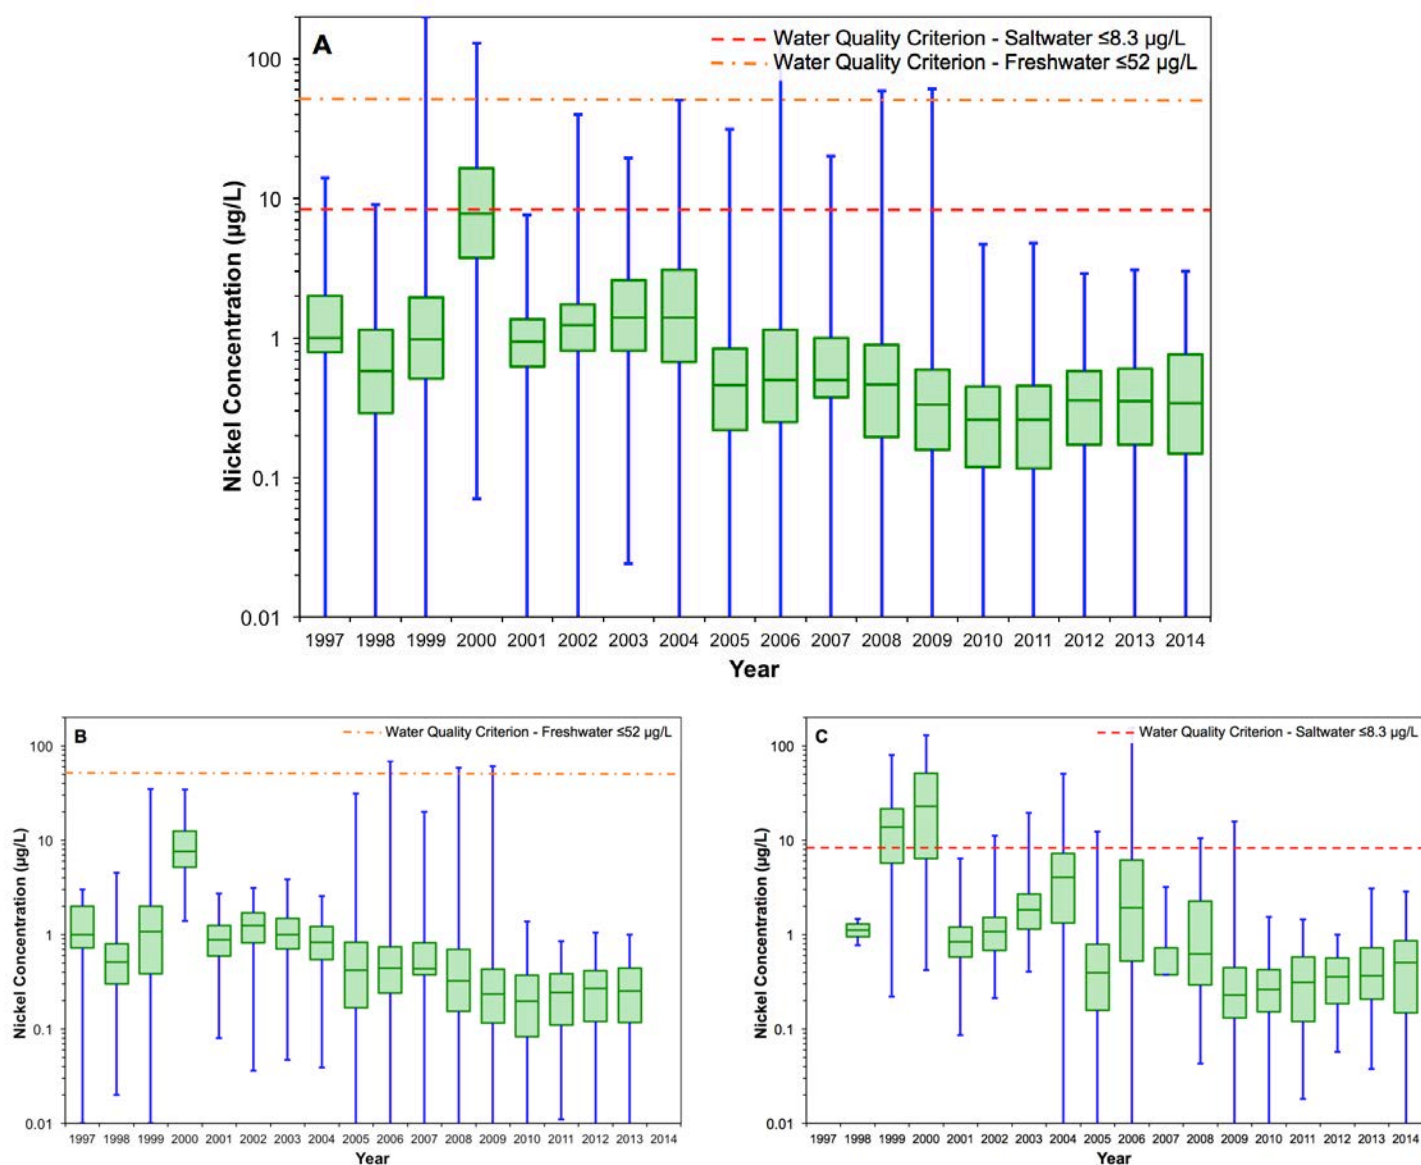 A
Water Quality Criterion - Saltwater ≤8.3 µg/L
Water Quality Criterion - Freshwater ≤52 µg/L
Nickel Concentration (µg/L)
100
10
1
0.1
0.01
1997 1998 1999 2000 2001 2002 2003 2004 2005 2006 2007 2008 2009 2010 2011 2012 2013 2014
Year
B
Water Quality Criterion - Freshwater ≤52 µg/L
Nickel Concentration (µg/L)
100
10
1
0.1
0.01
1997 1998 1999 2000 2001 2002 2003 2004 2005 2006 2007 2008 2009 2010 2011 2012 2013 2014
Year
C
Water Quality Criterion - Saltwater ≤8.3 µg/L
Nickel Concentration (µg/L)
100
10
1
0.1
0.01
1997 1998 1999 2000 2001 2002 2003 2004 2005 2006 2007 2008 2009 2010 2011 2012 2013 2014
Year